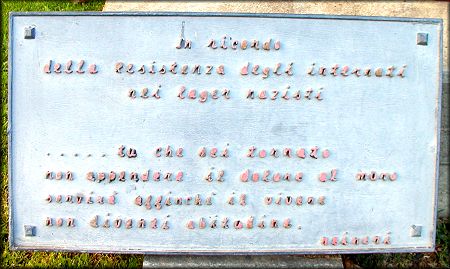 In ricordo
della Resistenza degli internati
nei lager nazisti
..... tu che sei tornato
non appendere il dolore al muro
servirà affinchè il vivere
non diventi abitudine.